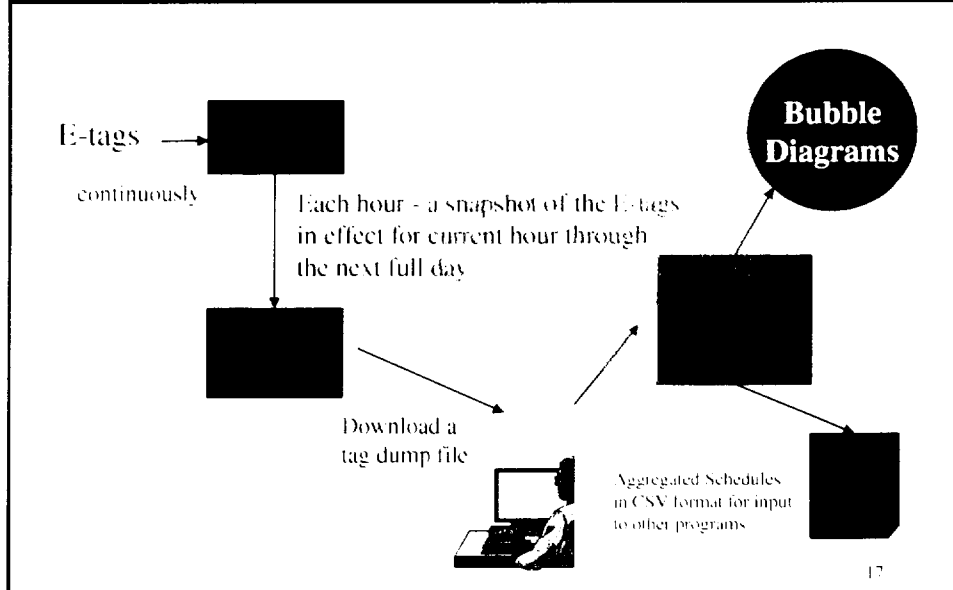 E-tags
continuously
Each hour - a snapshot of the E-tags
in effect for current hour through
the next full day
Bubble
Diagrams
Download a
tag dump file
Aggregated Schedules
in CSV format for input
to other programs
17